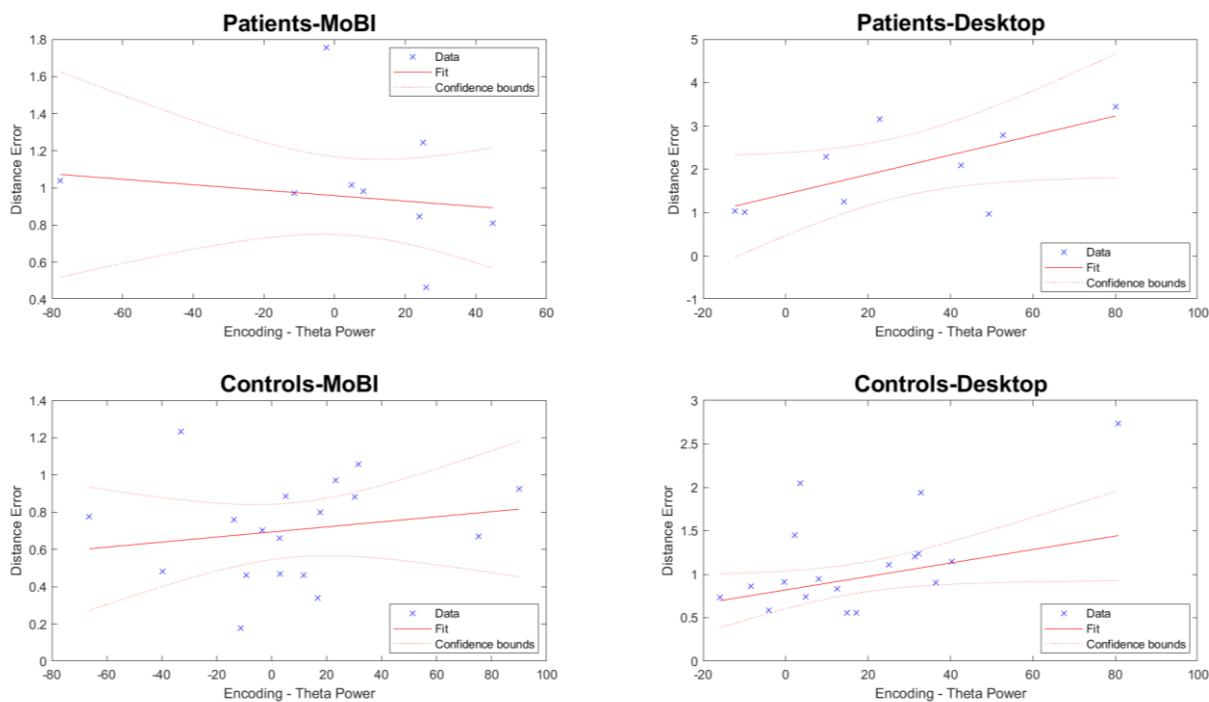 Patients-MoBI
1.8
1.6
1.4
1.2
1
0.8
0.6
0.4
Distance Error
-80 -60 -40 -20 0 20 40 60
Encoding - Theta Power
Data
Fit
Confidence bounds
Patients-Desktop
5
4
3
2
1
0
-1
Distance Error
-20 0 20 40 60 80 100
Encoding - Theta Power
Data
Fit
Confidence bounds
Controls-MoBI
1.4
1.2
1
0.8
0.6
0.4
0.2
0
Distance Error
-80 -60 -40 -20 0 20 40 60 80 100
Encoding - Theta Power
Data
Fit
Confidence bounds
Controls-Desktop
3
2.5
2
1.5
1
0.5
0
Distance Error
-20 0 20 40 60 80 100
Encoding - Theta Power
Data
Fit
Confidence bounds